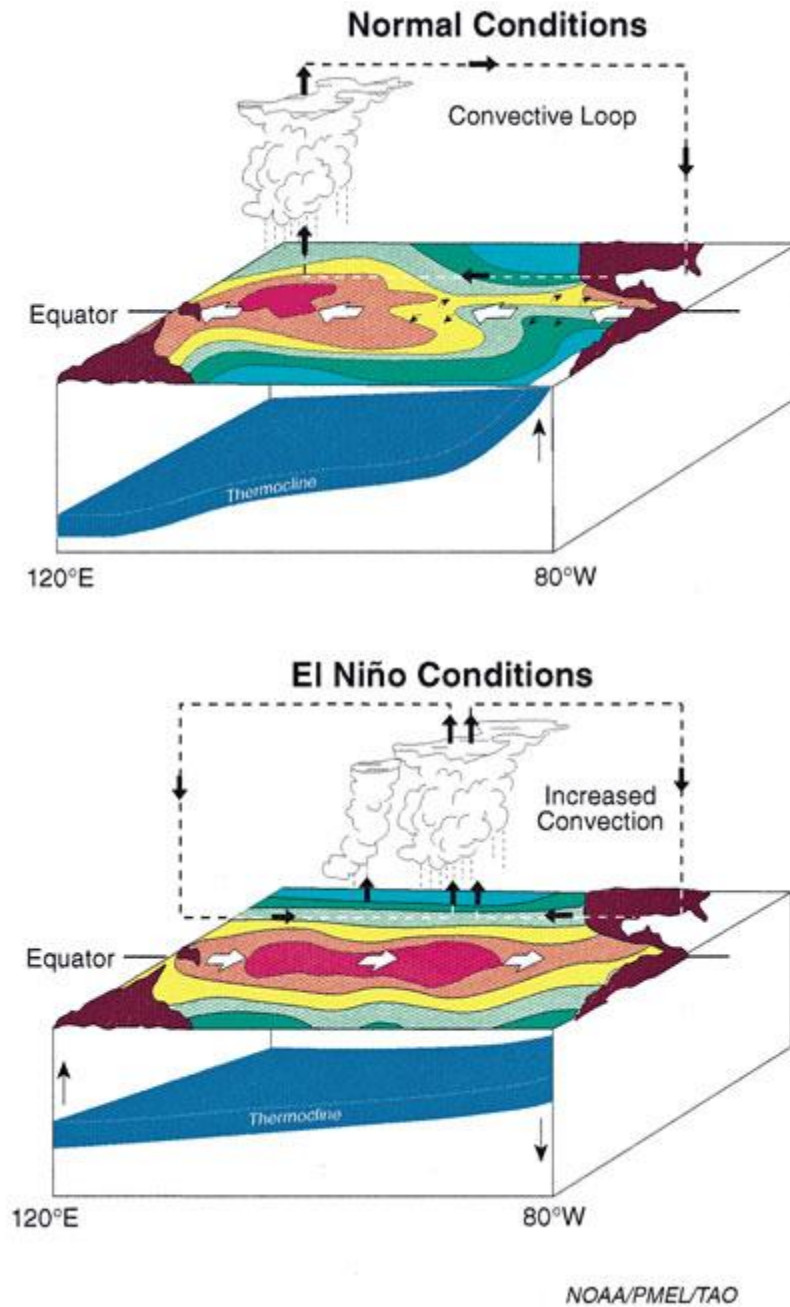 Normal Conditions
Convective Loop
Equator
Thermocline
120°E
80°W
El Niño Conditions
Increased
Convection
Equator
Thermocline
120°E
80°W
NOAA/PMEL/TAO